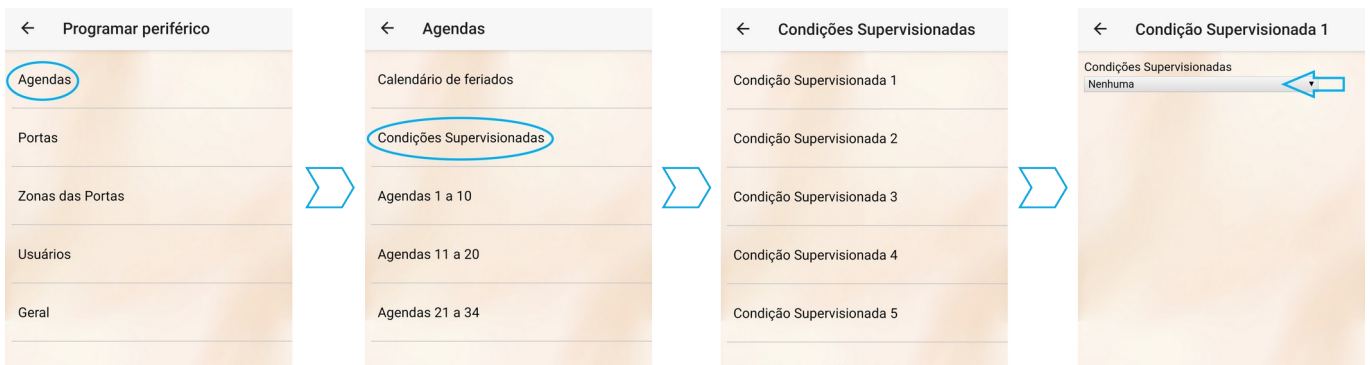 Programar periférico
Agendas
Portas
Zonas das Portas
Usuários
Geral
Agendas
Calendário de feriados
Condições Supervisionadas
Agendas 1 a 10
Agendas 11 a 20
Agendas 21 a 34
Condições Supervisionadas
Condição Supervisionada 1
Condição Supervisionada 2
Condição Supervisionada 3
Condição Supervisionada 4
Condição Supervisionada 5
Condição Supervisionada 1
Condições Supervisionadas
Nenhuma